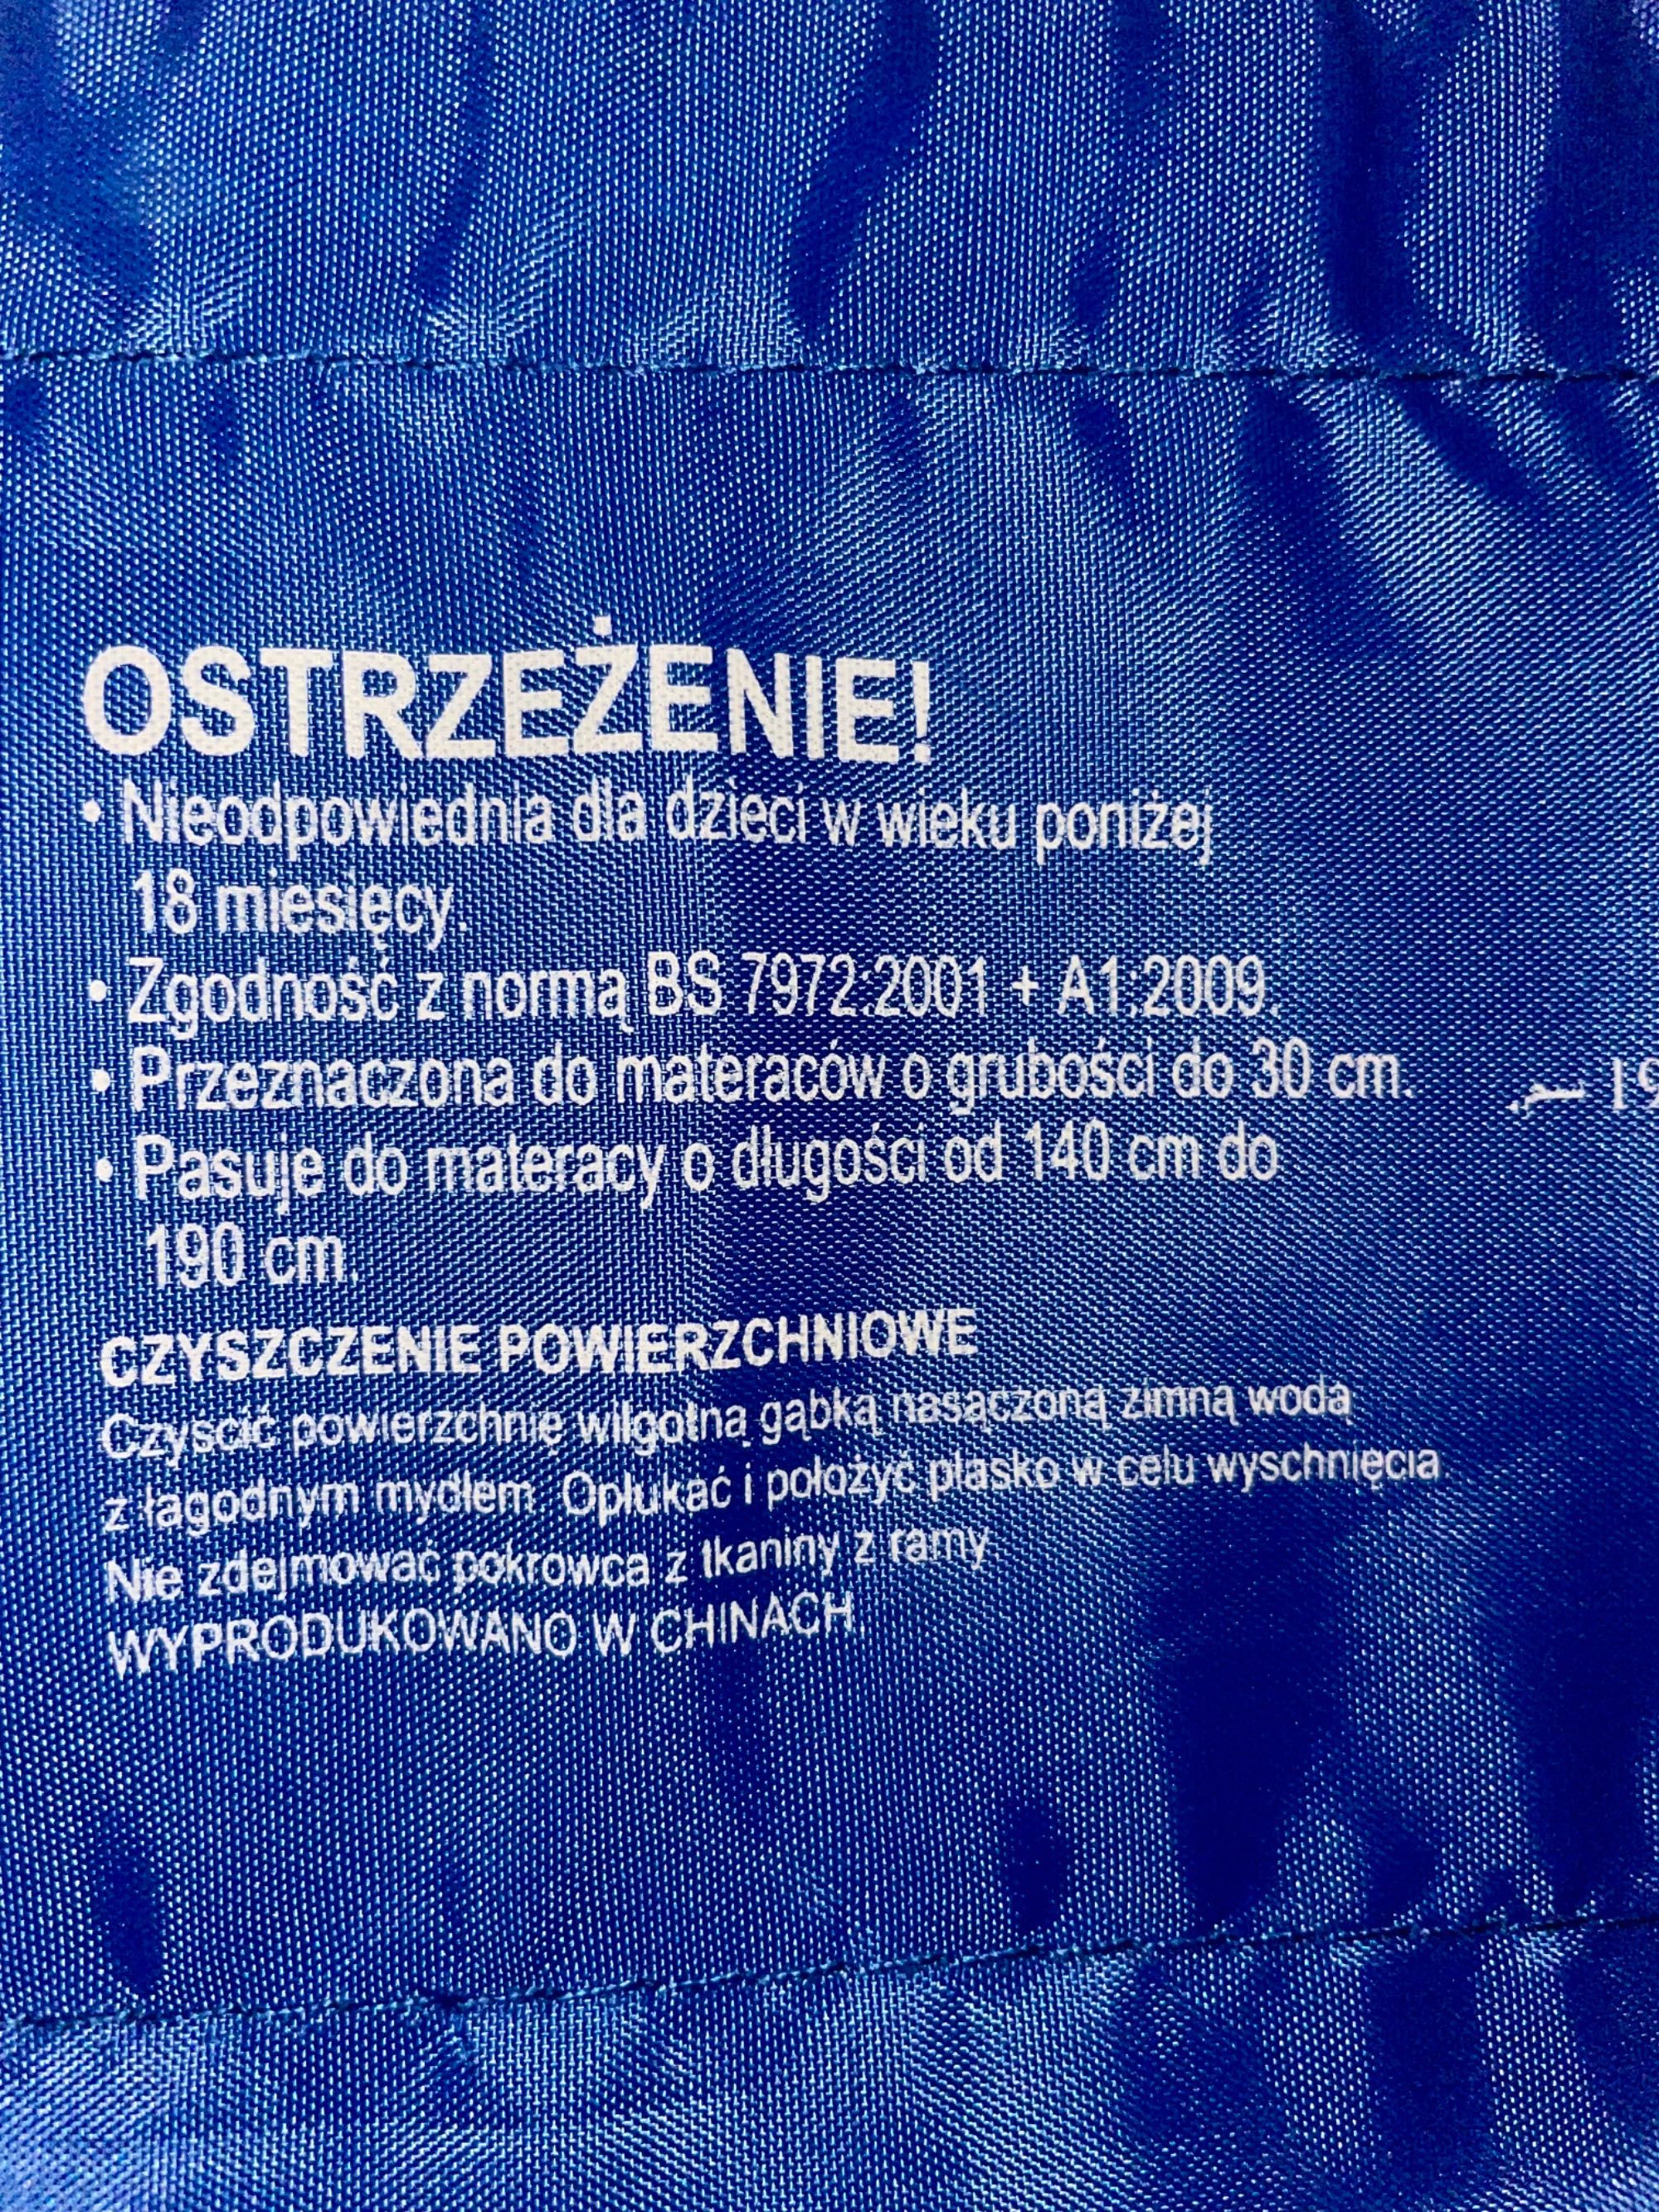 OSTRZEŻENIE!
• Nieodpowiednia dla dzieci w wieku poniżej
18 miesięcy.
• Zgodność z normą BS 7972:2001 + A1:2009.
• Przeznaczona do materaców o grubości do 30 cm.
• Pasuje do materacy o długości od 140 cm do
190 cm.
CZYSZCZENIE POWIERZCHNIOWE
Czyścić powierzchnię wilgotną gąbką nasączoną zimną wodą
z łagodnym mydłem. Opłukać i położyć płasko w celu wyschnięcia.
Nie zdejmować pokrowca z tkaniny z ramy.
WYPRODUKOWANO W CHINACH.